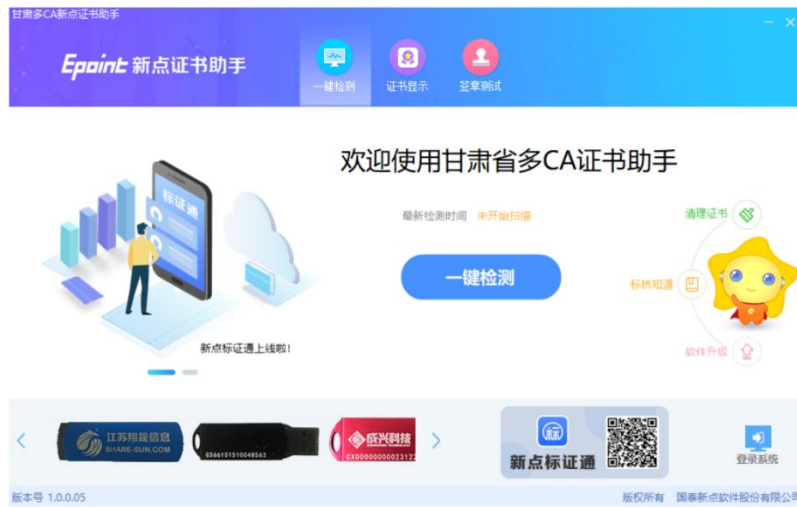 甘肃多CA新点证书助手
Epoint 新点证书助手
一键检测
证书显示
签章测试
欢迎使用甘肃省多CA证书助手
最新检测时间 未开始扫描
清理证书
一键检测
标桥知道
标证通
新点标证通上线啦!
软件升级
江苏翔晟信息
SHARE-SUN.COM
GS66101510048563
成兴科技
CX00000000023122
标
新点标证通
登录系统
版本号 1.0.0.05
版权所有 国泰新点软件股份有限公司